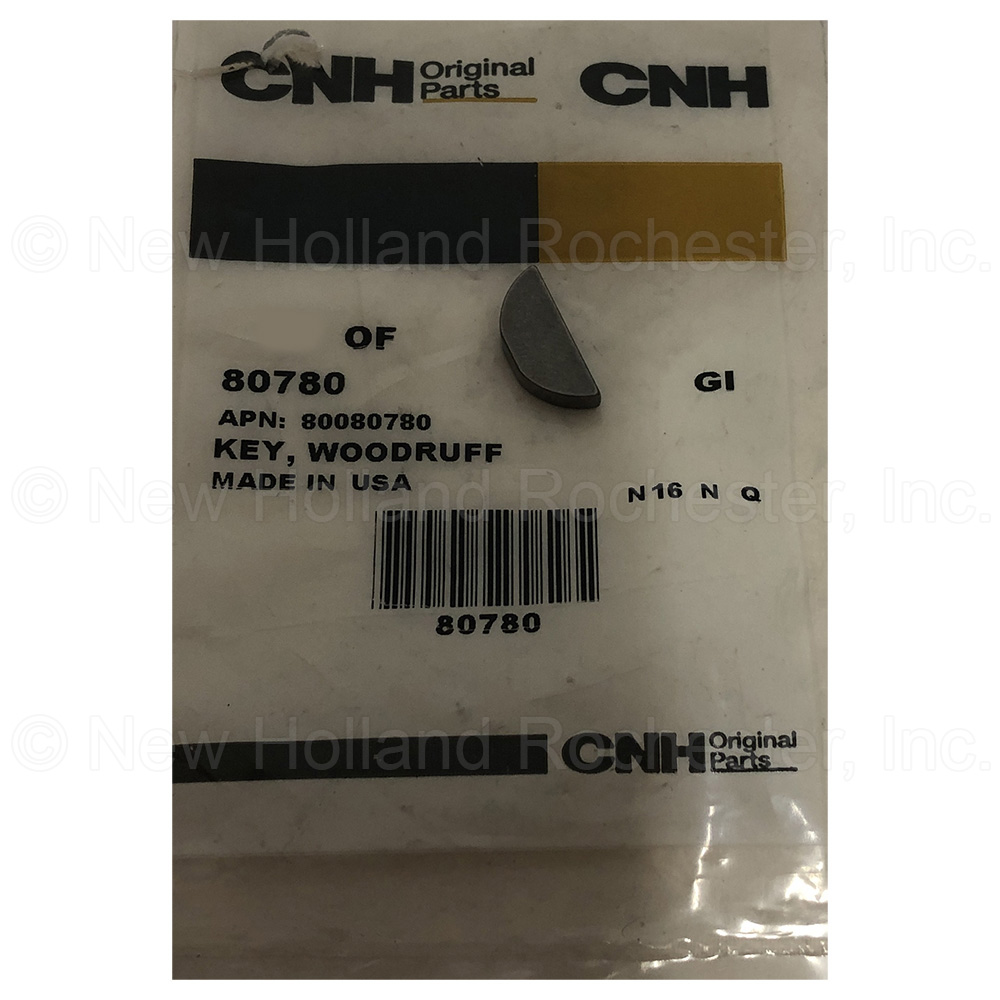 CNH Original Parts CNH
© New Holland Rochester, Inc.
OF
80780 GI
APN: 80080780
KEY, WOODRUFF
MADE IN USA N16 N Q
© New Holland Rochester, Inc.
80780
© New Holland Rochester, Inc.
CNH Original Parts